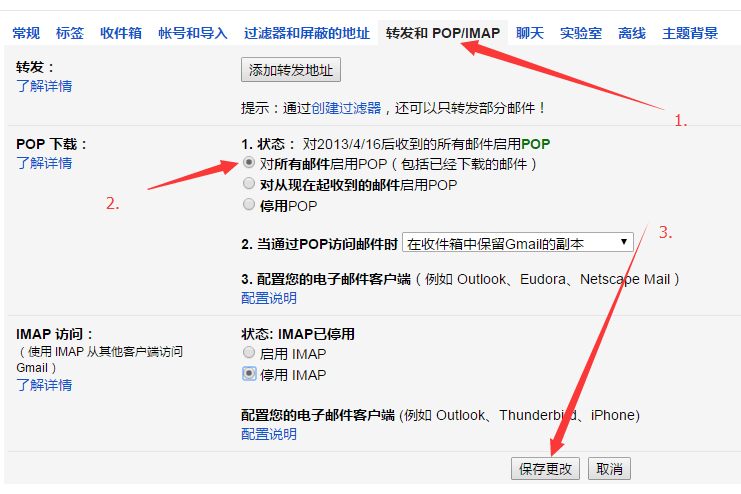 常规 标签 收件箱 帐号和导入 过滤器和屏蔽的地址 转发和 POP/IMAP 聊天 实验室 离线 主题背景
转发：
了解详情
添加转发地址
提示：通过创建过滤器，还可以只转发部分邮件！
1.
POP 下载：
了解详情
1. 状态： 对2013/4/16后收到的所有邮件启用POP
对所有邮件启用POP（包括已经下载的邮件）
对从现在起收到的邮件启用POP
停用POP
2.
2. 当通过POP访问邮件时 在收件箱中保留Gmail的副本
3.
3. 配置您的电子邮件客户端（例如 Outlook、Eudora、Netscape Mail）
配置说明
IMAP 访问：
（使用 IMAP 从其他客户端访问
Gmail）
了解详情
状态: IMAP已停用
启用 IMAP
停用 IMAP
配置您的电子邮件客户端 (例如 Outlook、Thunderbird、iPhone)
配置说明
保存更改 取消